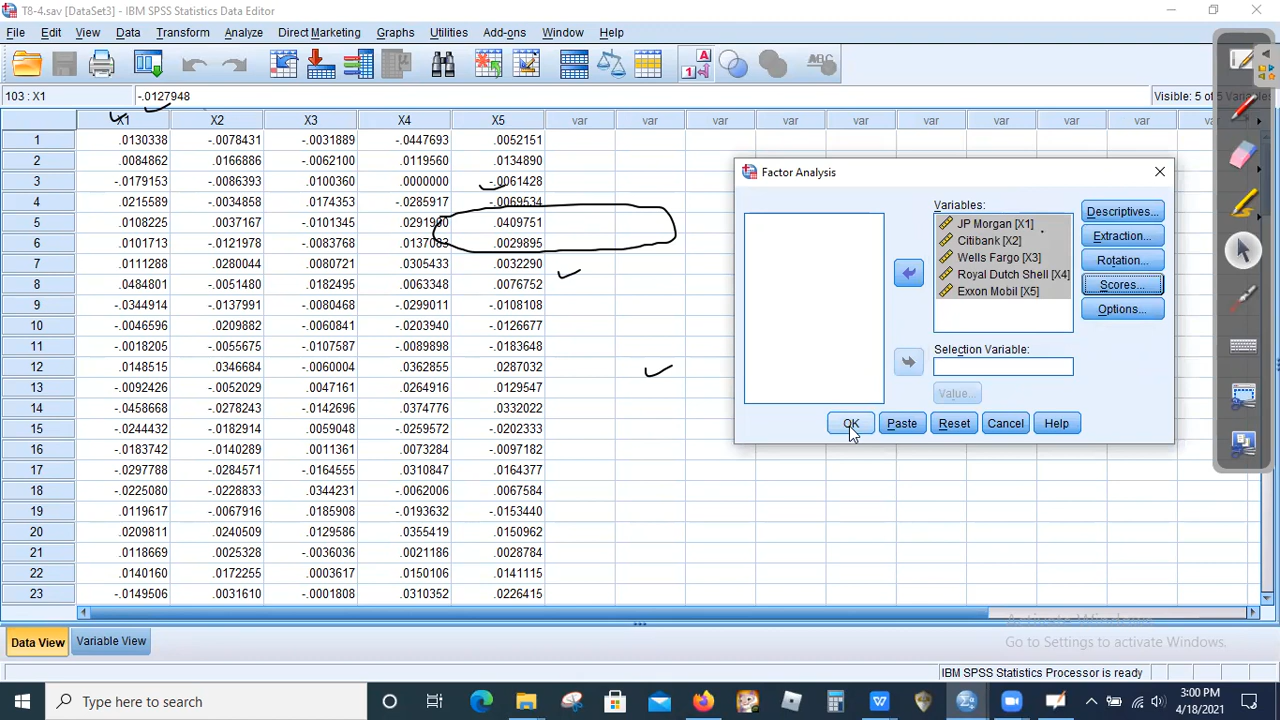 T8-4.sav [DataSet3] - IBM SPSS Statistics Data Editor
File Edit View Data Transform Analyze Direct Marketing Graphs Utilities Add-ons Window Help
103 : X1 -.0127948 Visible: 5 of 5 Variables
X1 X2 X3 X4 X5 var var var var var var var var var
1 .0130338 -.0078431 -.0031889 -.0447693 .0052151
2 .0084862 .0166886 -.0062100 .0119560 .0134890
3 -.0179153 -.0086393 .0100360 .0000000 -.0061428
4 .0215589 -.0034858 .0174353 -.0285917 -.0069534
5 .0108225 .0037167 -.0101345 .0291900 .0409751
6 .0101713 -.0121978 -.0083768 .0137083 .0029895
7 .0111288 .0280044 .0080721 .0305433 .0032290
8 .0484801 .0051480 .0182495 .0063348 .0076752
9 -.0344914 -.0137991 -.0080468 -.0299011 -.0108108
10 -.0046596 .0209882 -.0060841 -.0203940 -.0126677
11 -.0018205 -.0055675 -.0107587 -.0089898 -.0183648
12 .0148515 .0346684 -.0060004 .0362855 .0287032
13 -.0092426 -.0052029 .0047161 .0264916 .0129547
14 -.0458668 -.0278243 -.0142696 .0374776 .0332022
15 -.0244432 -.0182914 .0059048 -.0259572 -.0202333
16 -.0183742 -.0140289 .0011361 .0073284 -.0097182
17 -.0297788 -.0284571 -.0164555 .0310847 .0164377
18 -.0225080 -.0228833 .0344231 -.0062006 .0067584
19 .0119617 -.0067916 .0185908 -.0193632 -.0153440
20 .0209811 .0240509 .0129586 .0355419 .0150962
21 .0118669 .0025328 -.0036036 .0021186 .0028784
22 .0140160 .0172255 .0003617 .0150106 .0141115
23 -.0149506 .0031610 -.0001808 .0310352 .0226415
Factor Analysis
Variables:
JP Morgan [X1]
Citibank [X2]
Wells Fargo [X3]
Royal Dutch Shell [X4]
Exxon Mobil [X5]
Descriptives...
Extraction...
Rotation...
Scores...
Options...
Selection Variable:
Value...
OK Paste Reset Cancel Help
Activate Windows
Go to Settings to activate Windows.
Data View Variable View
IBM SPSS Statistics Processor is ready
Type here to search
3:00 PM
4/18/2021